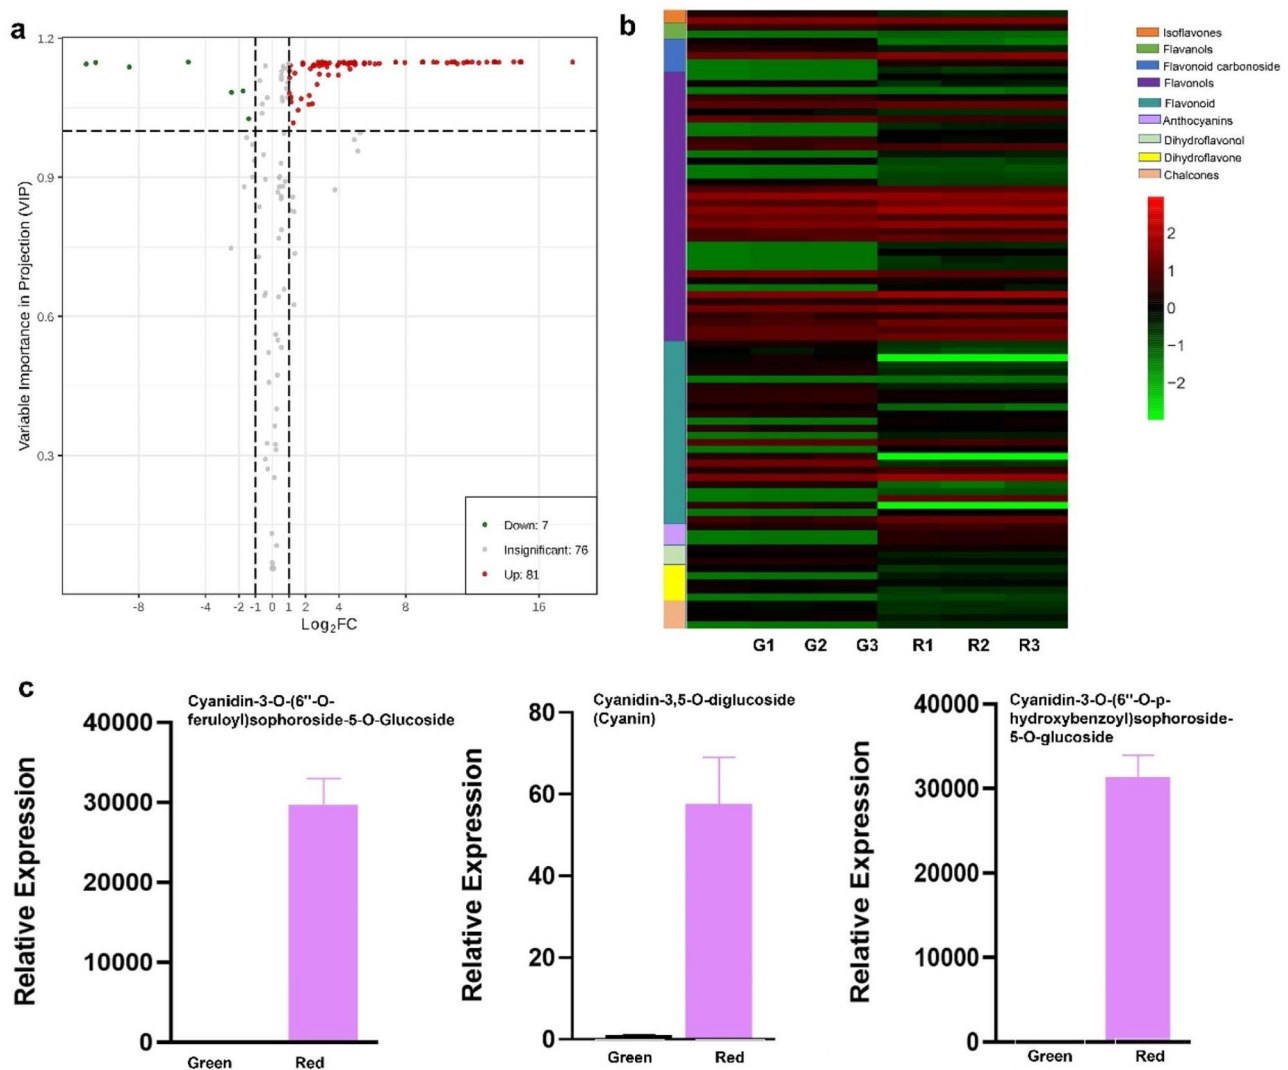 a
1.2
0.9
0.6
0.3
Variable Importance in Projection (VIP)
Down: 7
Insignificant: 76
Up: 81
-8
-4
-2
-1
0
1
2
4
8
16
Log2FC
b
G1
G2
G3
R1
R2
R3
Isoflavones
Flavanols
Flavonoid carbonoside
Flavonols
Flavonoid
Anthocyanins
Dihydroflavonol
Dihydroflavone
Chalcones
2
1
0
−1
−2
c
Cyanidin-3-O-(6''-O-
feruloyl)sophoroside-5-O-Glucoside
Relative Expression
40000
30000
20000
10000
0
Green
Red
Cyanidin-3,5-O-diglucoside
(Cyanin)
Relative Expression
80
60
40
20
0
Green
Red
Cyanidin-3-O-(6''-O-p-
hydroxybenzoyl)sophoroside-
5-O-glucoside
Relative Expression
40000
30000
20000
10000
0
Green
Red